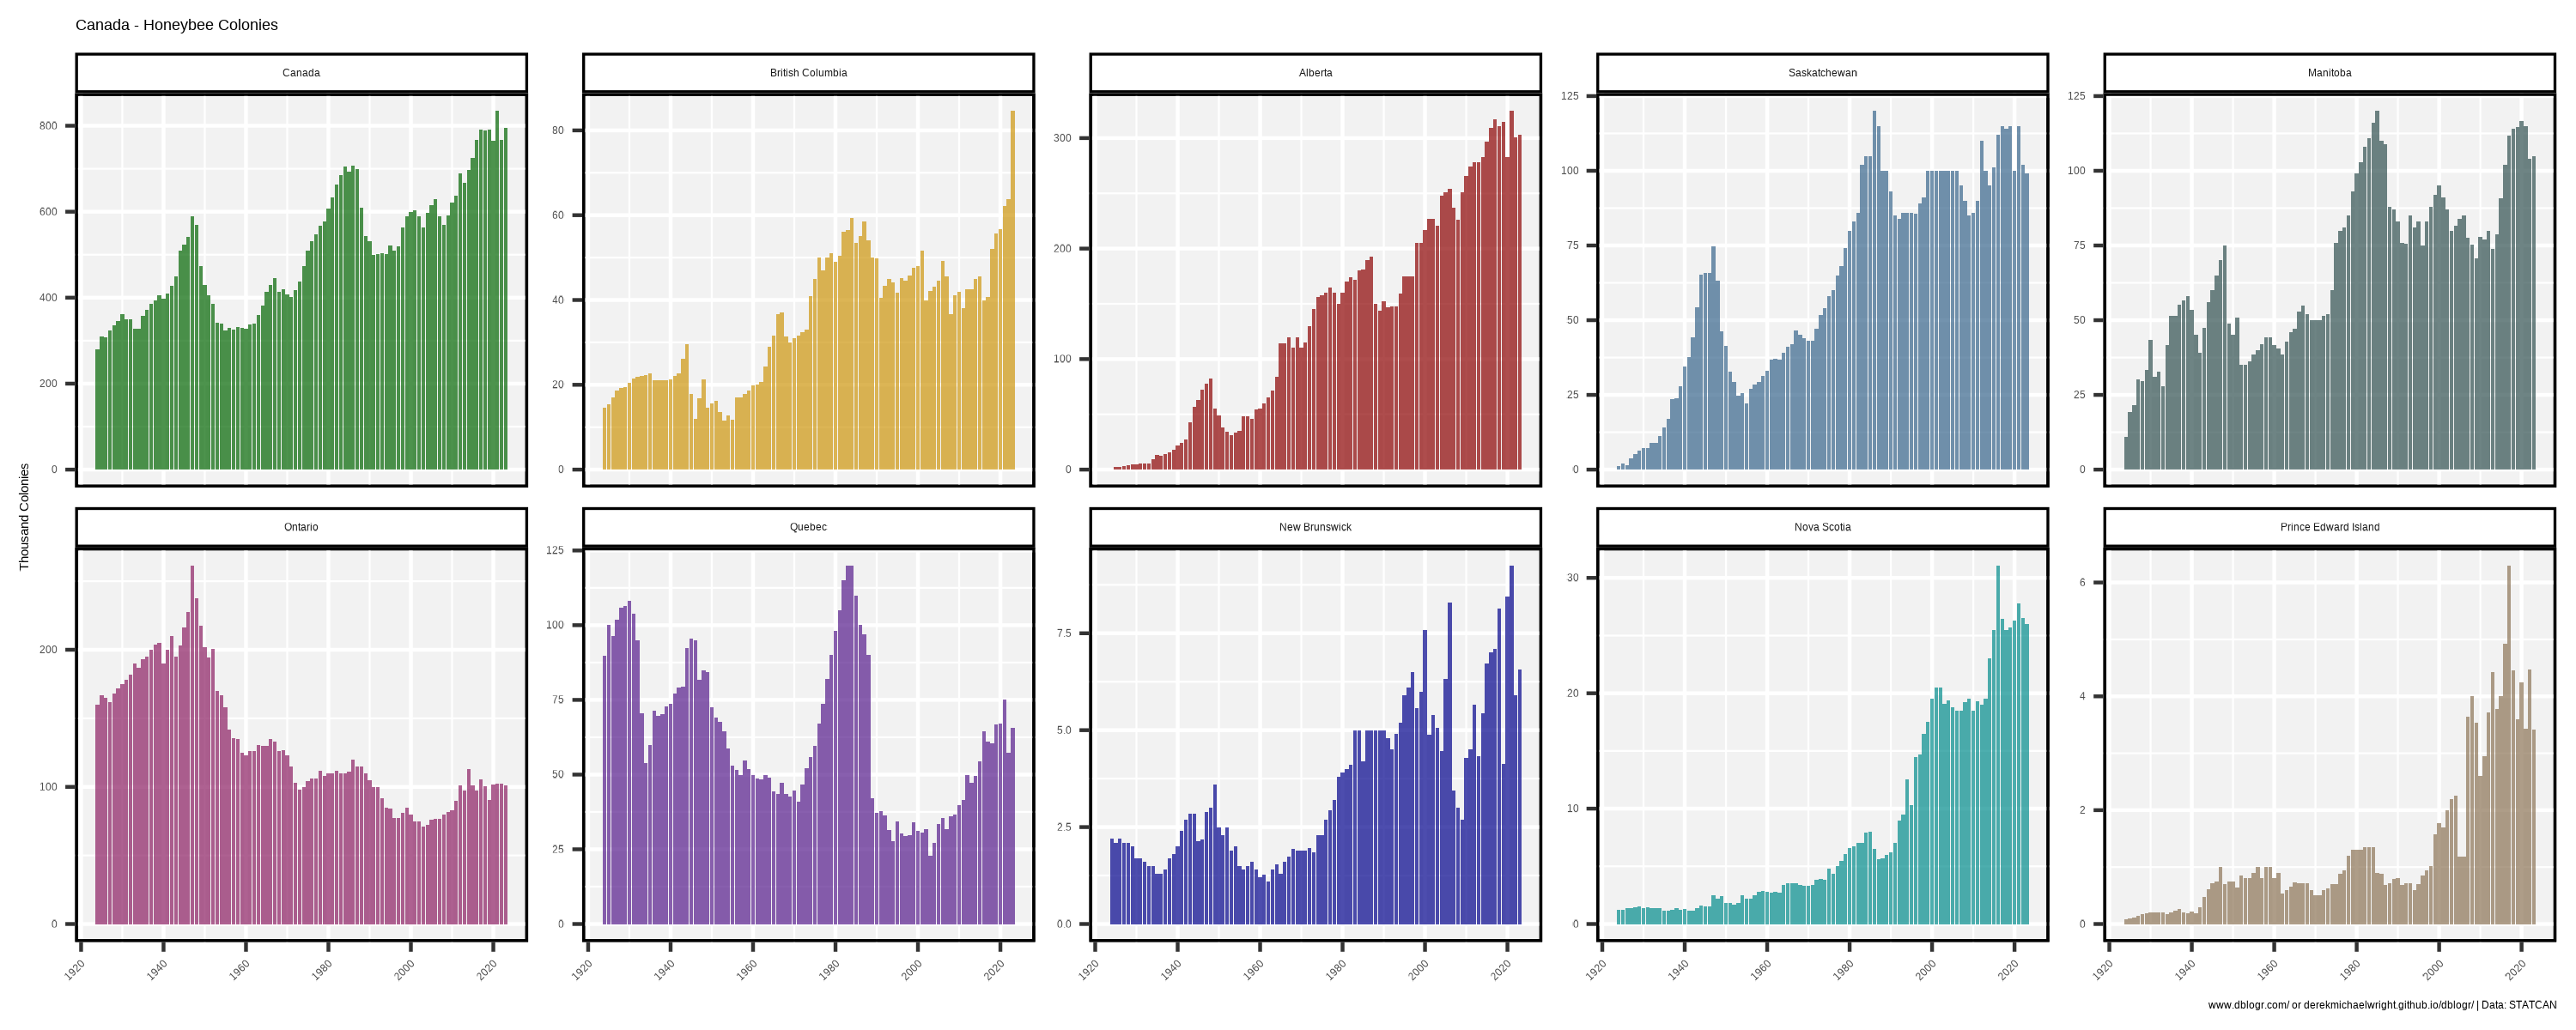 Canada - Honeybee Colonies
Canada
British Columbia
Alberta
Saskatchewan
Manitoba
800
600
400
200
0
80
60
40
20
0
300
200
100
0
125
100
75
50
25
0
125
100
75
50
25
0
Thousand Colonies
Ontario
Quebec
New Brunswick
Nova Scotia
Prince Edward Island
200
100
0
125
100
75
50
25
0
7.5
5.0
2.5
0.0
30
20
10
0
6
4
2
0
1920 1940 1960 1980 2000 2020
1920 1940 1960 1980 2000 2020
1920 1940 1960 1980 2000 2020
1920 1940 1960 1980 2000 2020
1920 1940 1960 1980 2000 2020
www.dblogr.com/ or derekmichaelwright.github.io/dblogr/ | Data: STATCAN